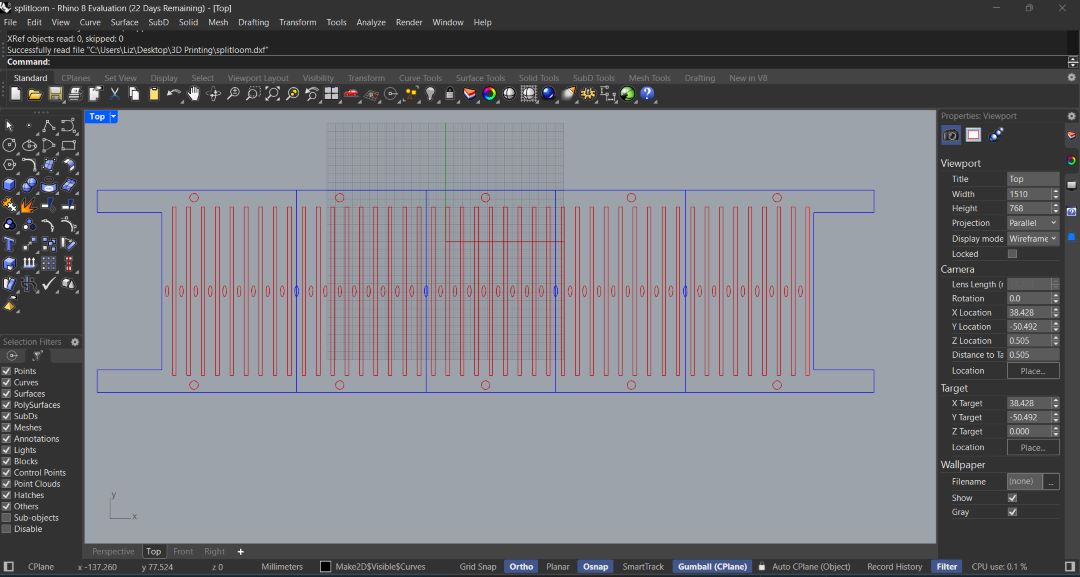 splitloom - Rhino 8 Evaluation (22 Days Remaining) - [Top]
File Edit View Curve Surface SubD Solid Mesh Drafting Transform Tools Analyze Render Window Help
XRef objects read: 0, skipped: 0
Successfully read file "C:\Users\Liz\Desktop\3D Printing\splitloom.dxf"
Command:
Standard CPlanes Set View Display Select Viewport Layout Visibility Transform Curve Tools Surface Tools Solid Tools SubD Tools Mesh Tools Drafting New in V8
Top
Properties: Viewport
Viewport
Title Top
Width 1510
Height 768
Projection Parallel
Display mode Wireframe
Locked
Camera
Lens Length (r
Rotation 0.0
X Location 38.428
Y Location -50.492
Z Location 0.505
Distance to Ta 0.505
Location Place...
Target
X Target 38.428
Y Target -50.492
Z Target 0.000
Location Place...
Wallpaper
Filename (none) ...
Show
Gray
Selection Filters
Points
Curves
Surfaces
PolySurfaces
SubDs
Meshes
Annotations
Lights
Blocks
Control Points
Point Clouds
Hatches
Others
Sub-objects
Disable
y
x
Perspective Top Front Right
CPlane x -137.260 y 77.524 z 0 Millimeters Make2D$Visible$Curves Grid Snap Ortho Planar Osnap SmartTrack Gumball (CPlane) Auto CPlane (Object) Record History Filter CPU use: 0.1 %